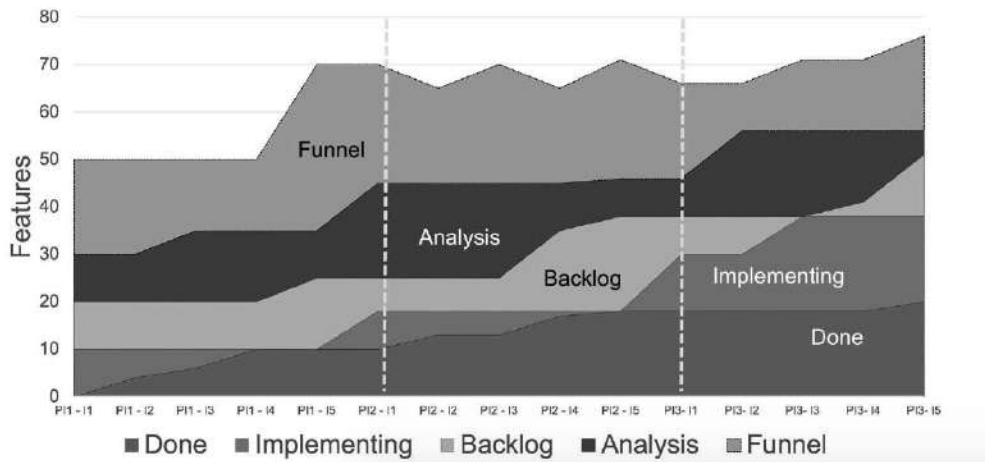 80
70
60
50
40
30
20
10
0
Features
Funnel
Analysis
Backlog
Implementing
Done
PI1 - I1 PI1 - I2 PI1 - I3 PI1 - I4 PI1 - I5 PI2 - I1 PI2 - I2 PI2 - I3 PI2 - I4 PI2 - I5 PI3- I1 PI3- I2 PI3- I3 PI3- I4 PI3- I5
Done Implementing Backlog Analysis Funnel